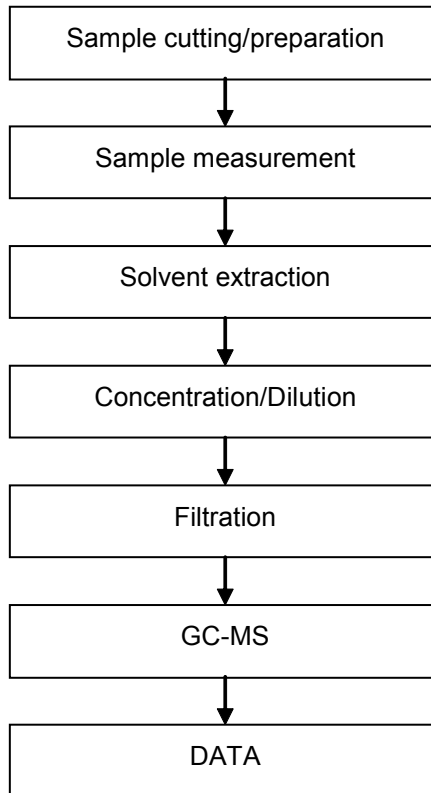 Sample cutting/preparation
Sample measurement
Solvent extraction
Concentration/Dilution
Filtration
GC-MS
DATA